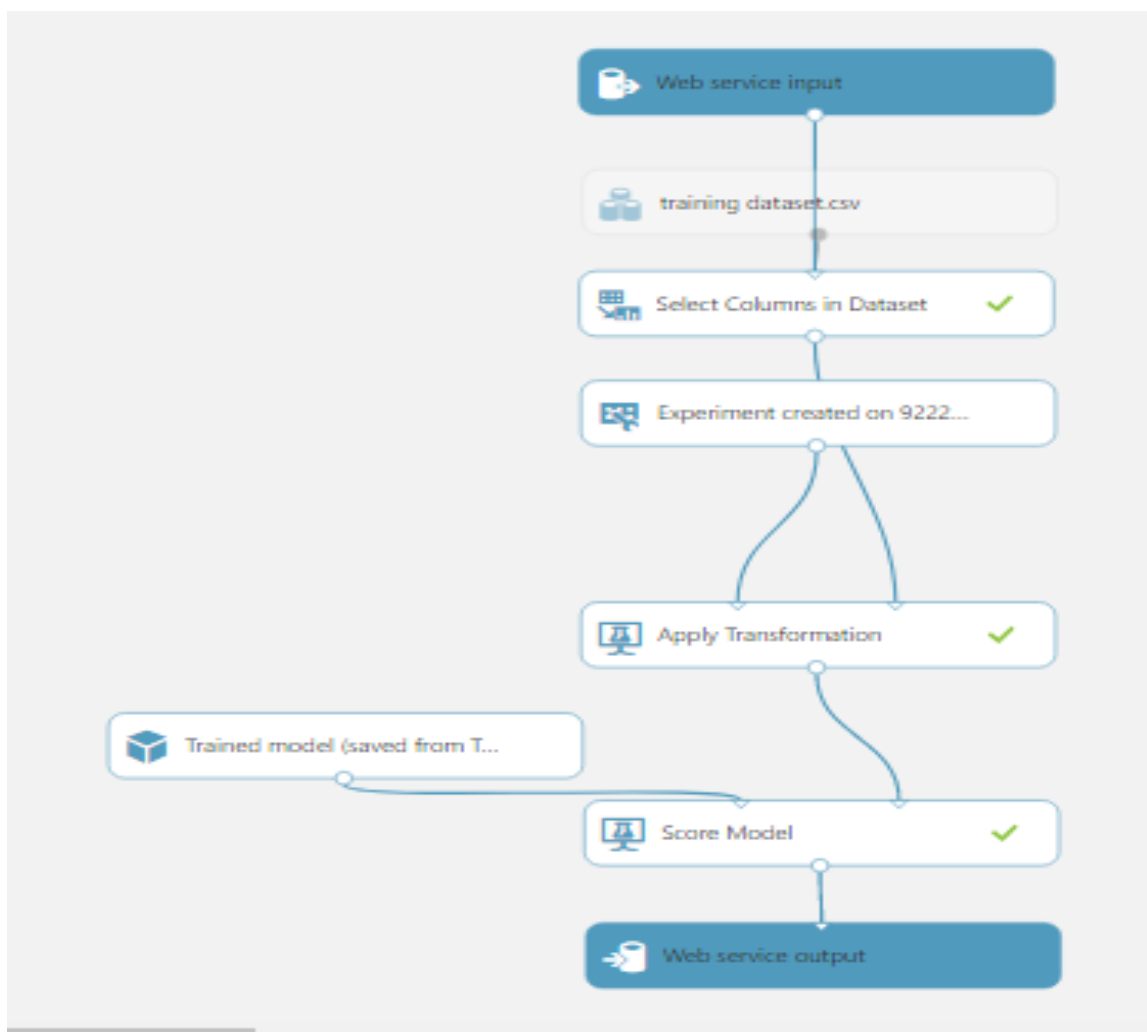 Web service input
training dataset.csv
Select Columns in Dataset
Experiment created on 9222...
Apply Transformation
Trained model (saved from T...
Score Model
Web service output